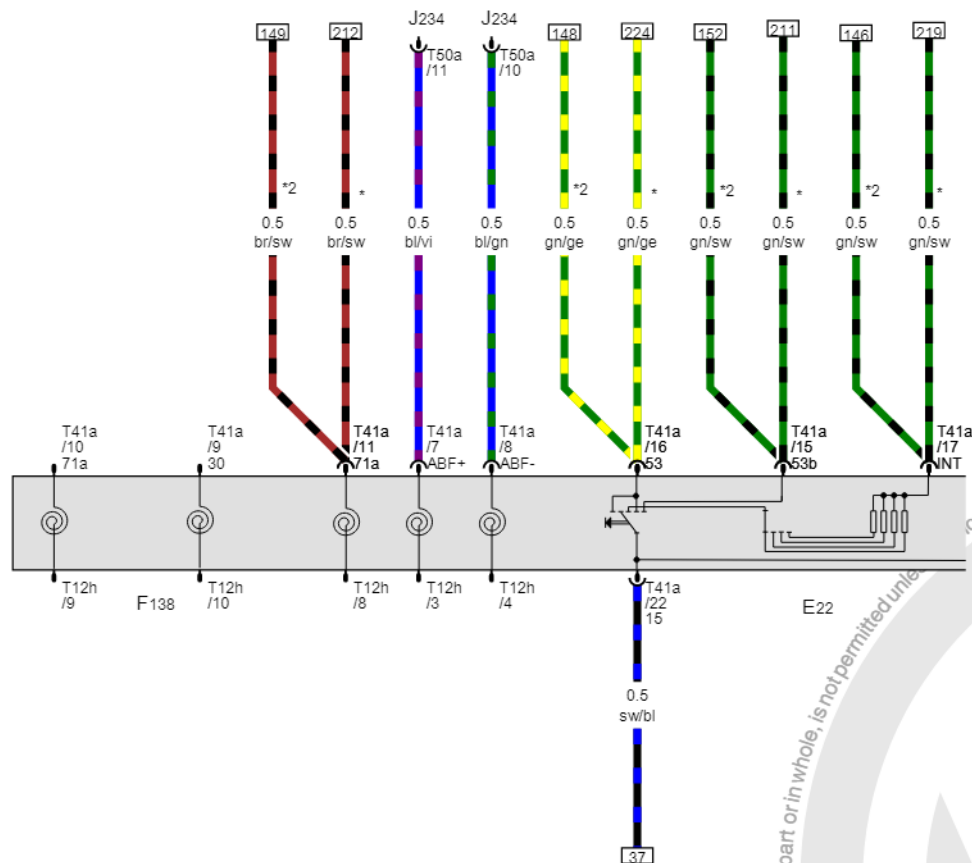 149
212
J234
J234
148
224
152
211
146
219
T50a
/11
T50a
/10
*2
*
*2
*
*2
*
*2
*
0.5
br/sw
0.5
br/sw
0.5
bl/vi
0.5
bl/gn
0.5
gn/ge
0.5
gn/ge
0.5
gn/sw
0.5
gn/sw
0.5
gn/sw
0.5
gn/sw
T41a
/10
71a
T41a
/9
30
T41a
/11
71a
T41a
/7
ABF+
T41a
/8
ABF-
T41a
/16
53
T41a
/15
53b
T41a
/17
INT
T12h
/9
F138
T12h
/10
T12h
/8
T12h
/3
T12h
/4
T41a
/22
15
E22
0.5
sw/bl
37
part or in whole, is not permitted